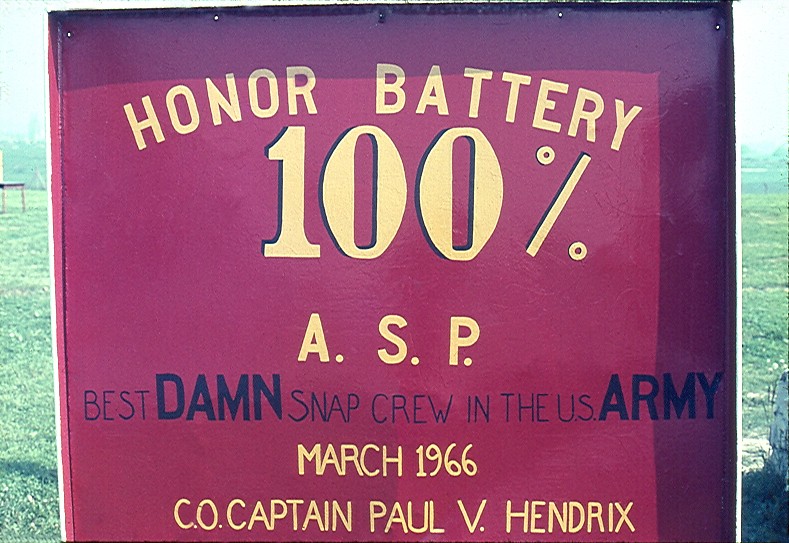 HONOR BATTERY
100%
A. S. P.
BEST DAMN SNAP CREW IN THE U.S. ARMY
MARCH 1966
C.O. CAPTAIN PAUL V. HENDRIX